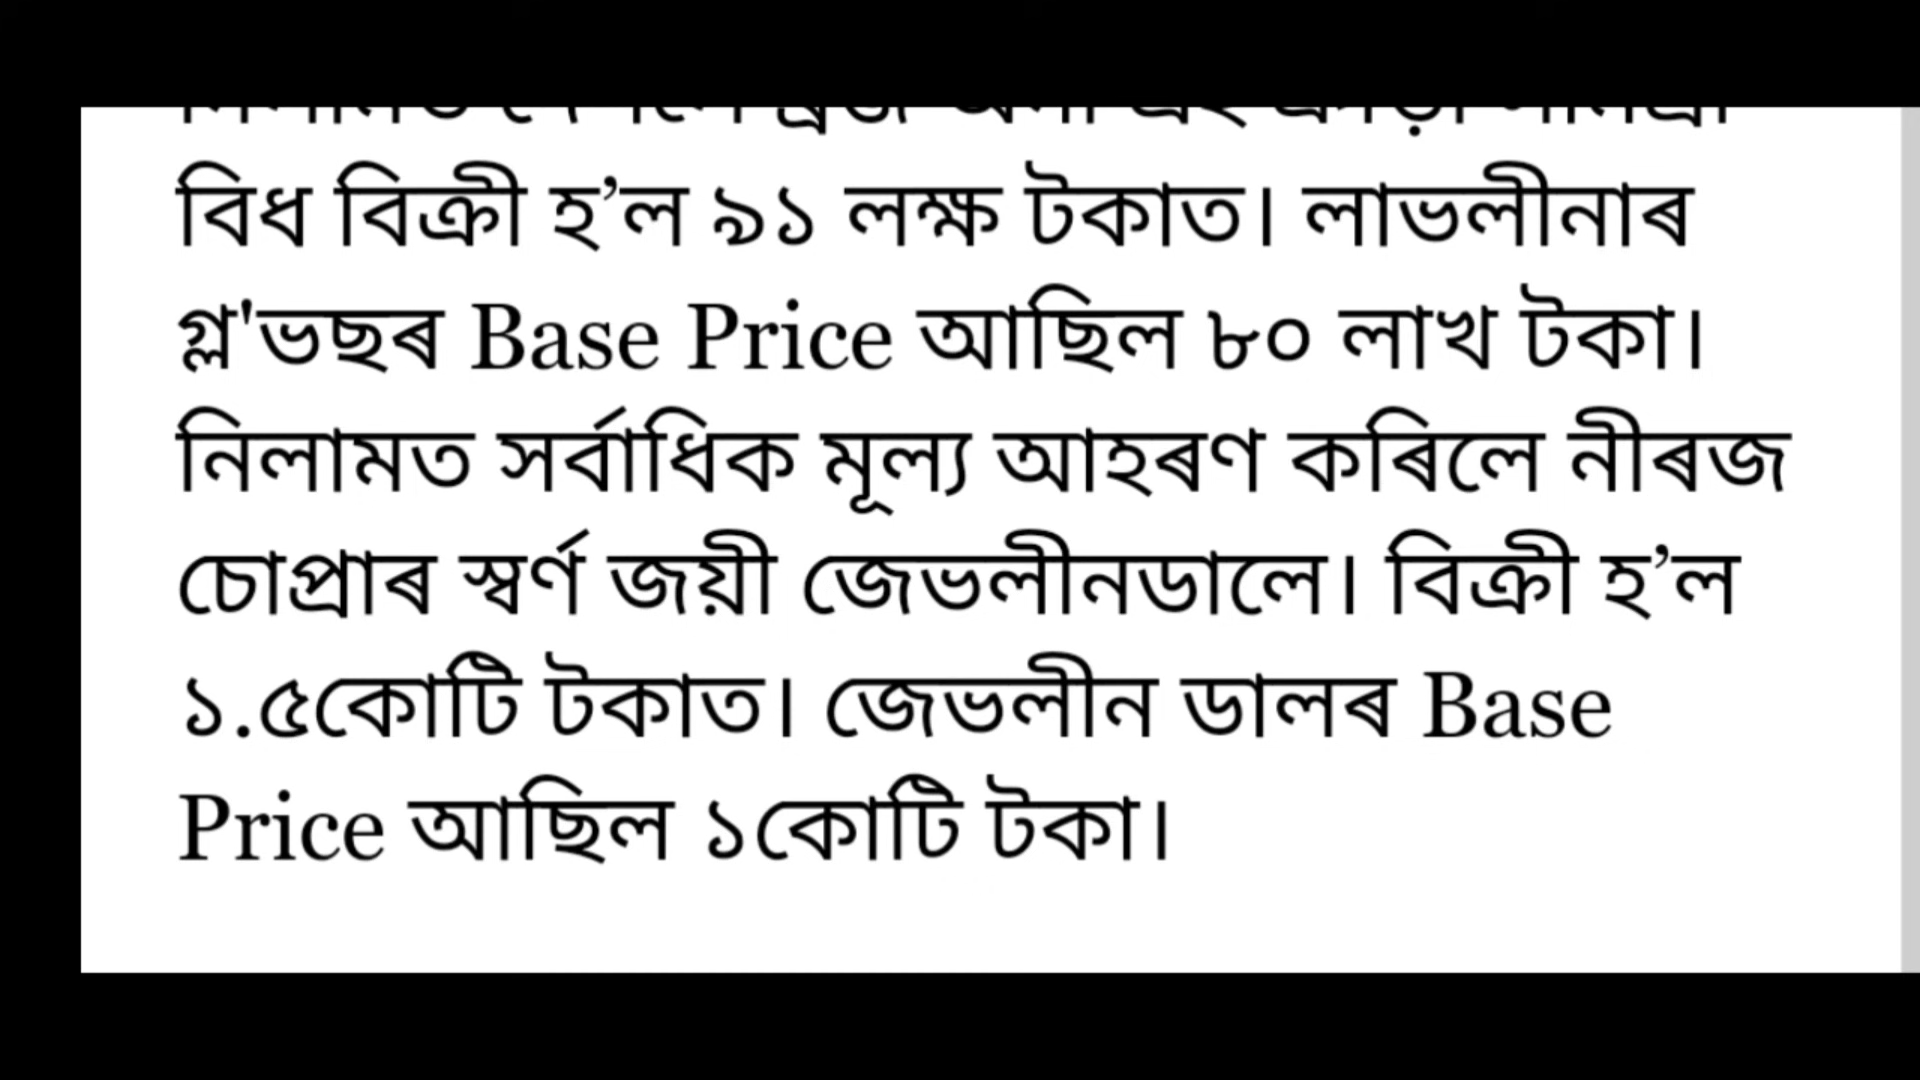 বিধ বিক্ৰী হ’ল ৯১ লক্ষ টকাত। লাভলীনাৰ
গ্ল'ভছৰ Base Price আছিল ৮০ লাখ টকা।
নিলামত সৰ্বাধিক মূল্য আহৰণ কৰিলে নীৰজ
চোপ্ৰাৰ স্বৰ্ণ জয়ী জেভলীনডালে। বিক্ৰী হ’ল
১.৫কোটি টকাত। জেভলীন ডালৰ Base
Price আছিল ১কোটি টকা।